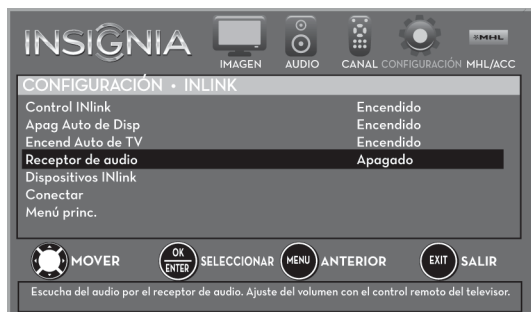 INSIGNIA
IMAGEN AUDIO CANAL CONFIGURACIÓN MHL/ACC
MHL
CONFIGURACIÓN • INLINK
Control INlink Encendido
Apag Auto de Disp Encendido
Encend Auto de TV Encendido
Receptor de audio Apagado
Dispositivos INlink
Conectar
Menú princ.
MOVER OK ENTER SELECCIONAR MENU ANTERIOR EXIT SALIR
Escucha del audio por el receptor de audio. Ajuste del volumen con el control remoto del televisor.